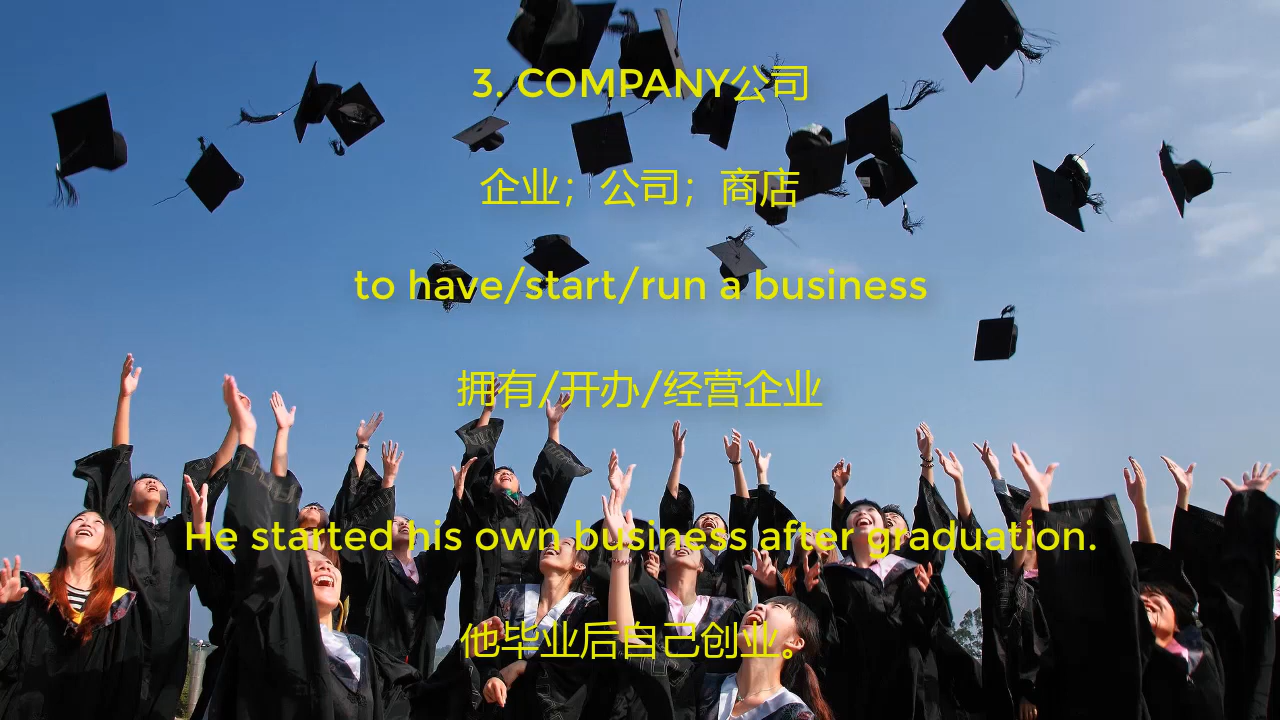 3. COMPANY公司
企业；公司；商店
to have/start/run a business
拥有/开办/经营企业
He started his own business after graduation.
他毕业后自己创业。